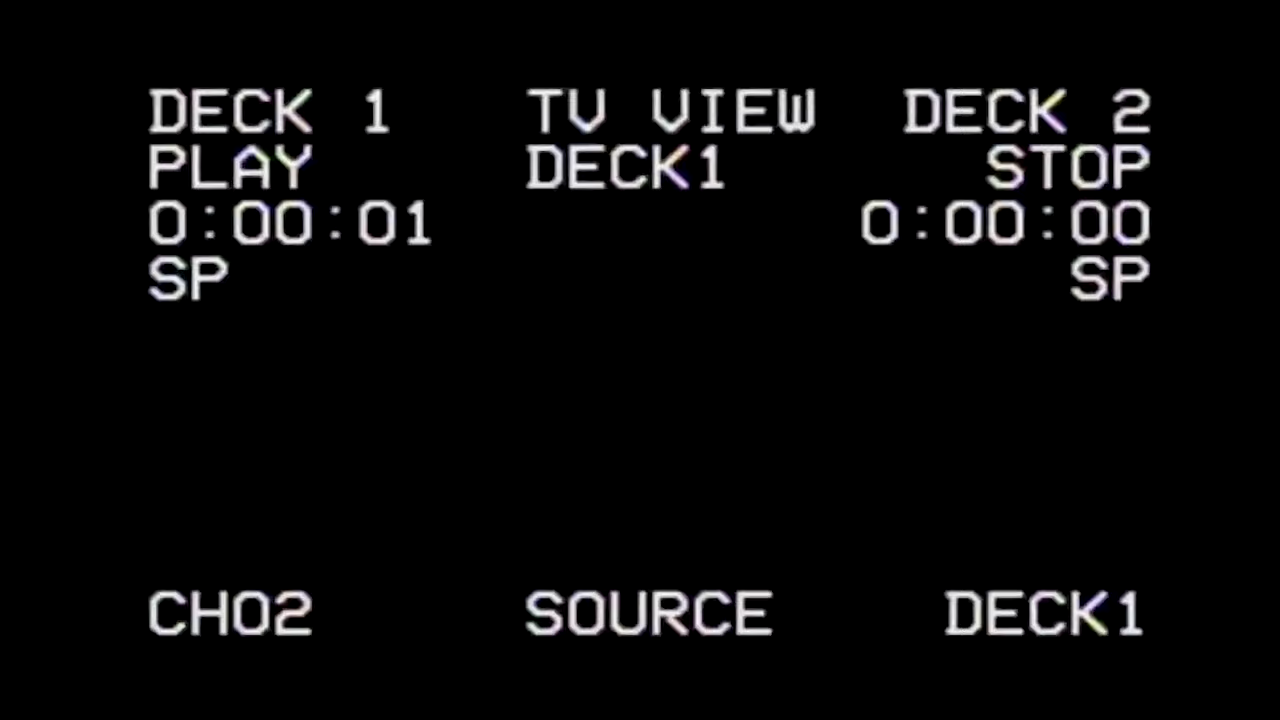 DECK 1 TV VIEW DECK 2
PLAY DECK1 STOP
0:00:01 0:00:00
SP SP
CH02 SOURCE DECK1